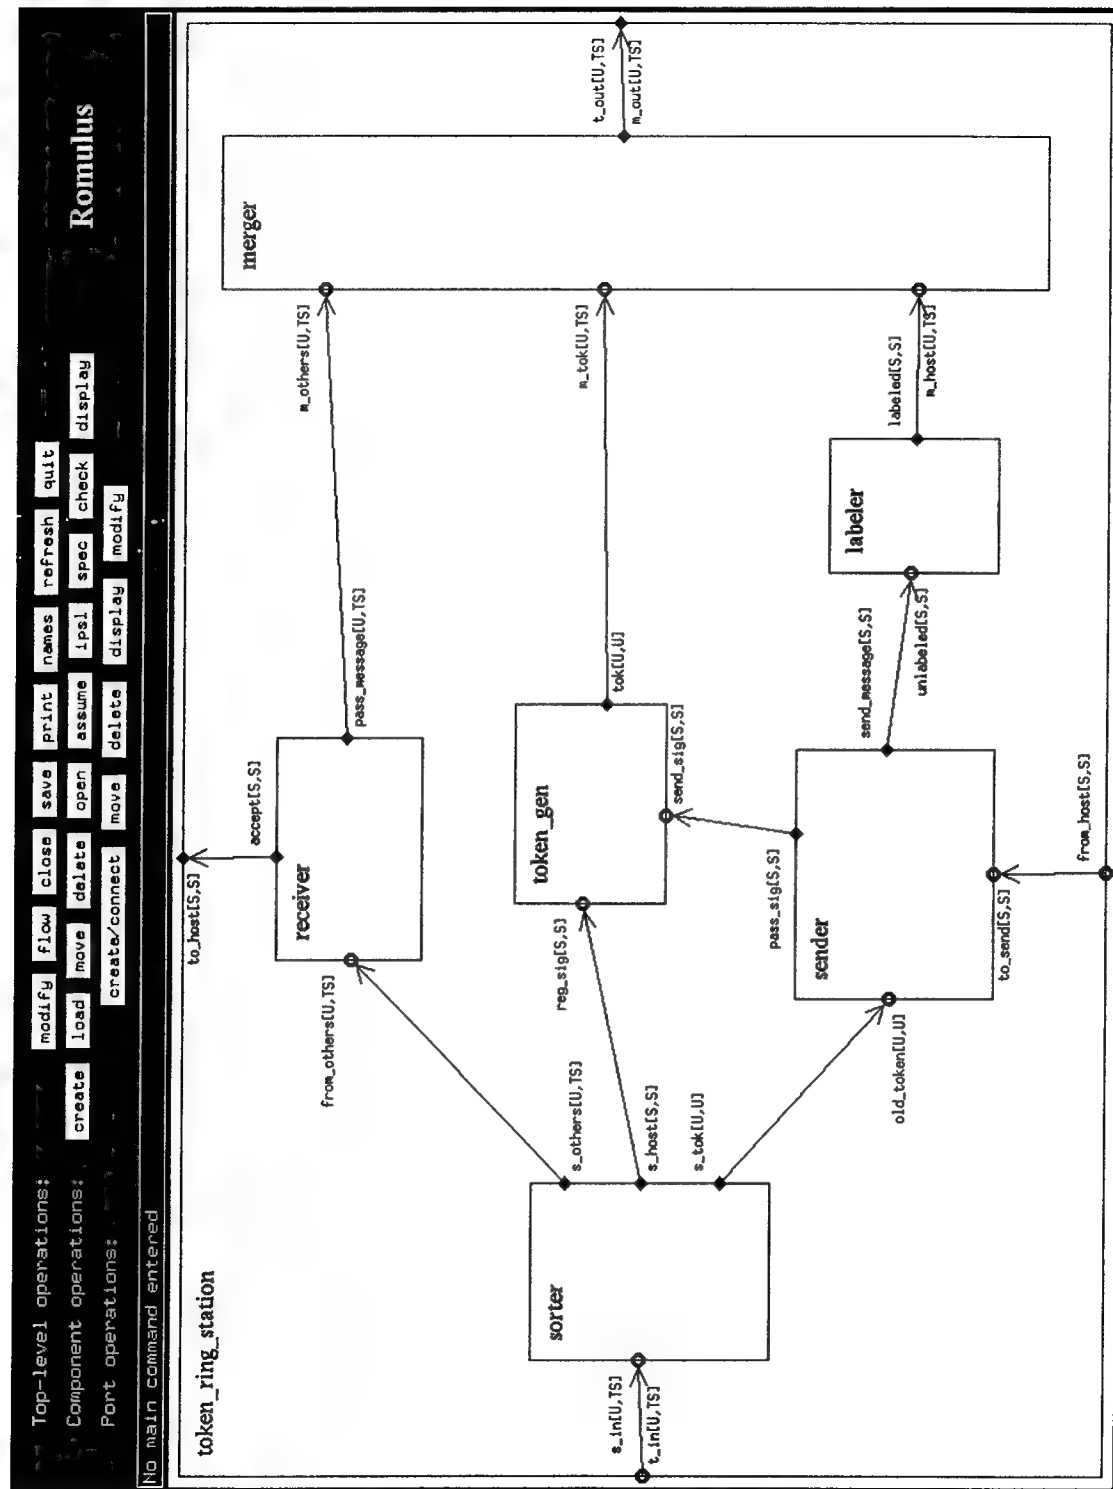 Top-level operations: modify flow close save print names refresh quit
Component operations: create load move delete open assume ipsl spec check display
Romulus
Port operations: create/connect move delete display modify
No main command entered
token_ring_station
to_host[S,S]
accept[S,S]
receiver
from_others[U,TS]
pass_message[U,TS]
m_others[U,TS]
merger
t_out[U,TS]
m_out[U,TS]
token_gen
reg_sig[S,S]
tok[U,U]
m_tok[U,TS]
send_sig[S,S]
sorter
s_in[U,TS]
t_in[U,TS]
s_others[U,TS]
s_host[S,S]
s_tok[U,U]
pass_sig[S,S]
sender
old_token[U,U]
send_message[S,S]
unlabeled[S,S]
labeler
labeled[S,S]
m_host[U,TS]
to_send[S,S]
from_host[S,S]